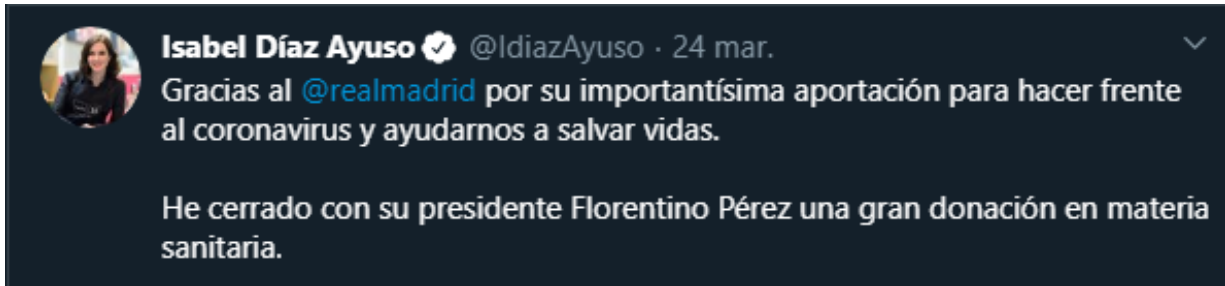 Isabel Díaz Ayuso @IdiazAyuso · 24 mar.
Gracias al @realmadrid por su importantísima aportación para hacer frente
al coronavirus y ayudarnos a salvar vidas.
He cerrado con su presidente Florentino Pérez una gran donación en materia
sanitaria.